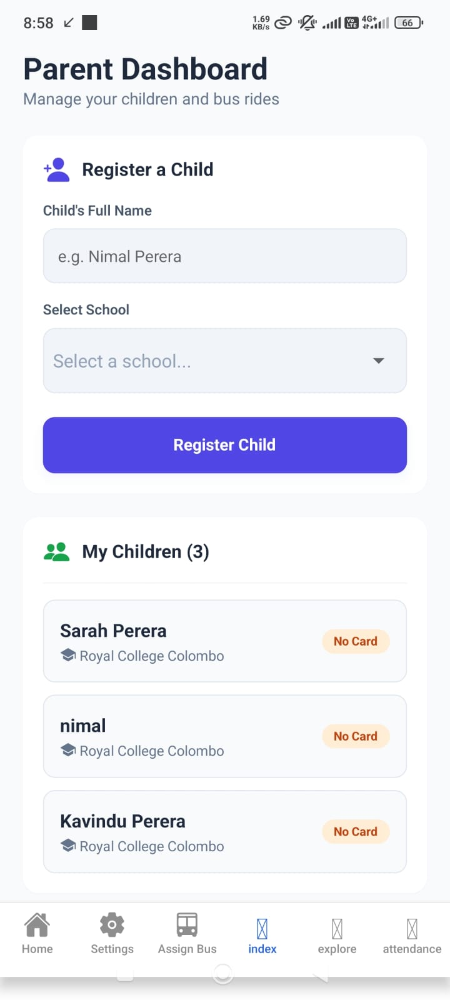 8:58
1.69
KB/s
Vo
LTE
4G+
66
Parent Dashboard
Manage your children and bus rides
Register a Child
Child's Full Name
e.g. Nimal Perera
Select School
Select a school...
Register Child
My Children (3)
Sarah Perera
Royal College Colombo
No Card
nimal
Royal College Colombo
No Card
Kavindu Perera
Royal College Colombo
No Card
Home
Settings
Assign Bus
index
explore
attendance